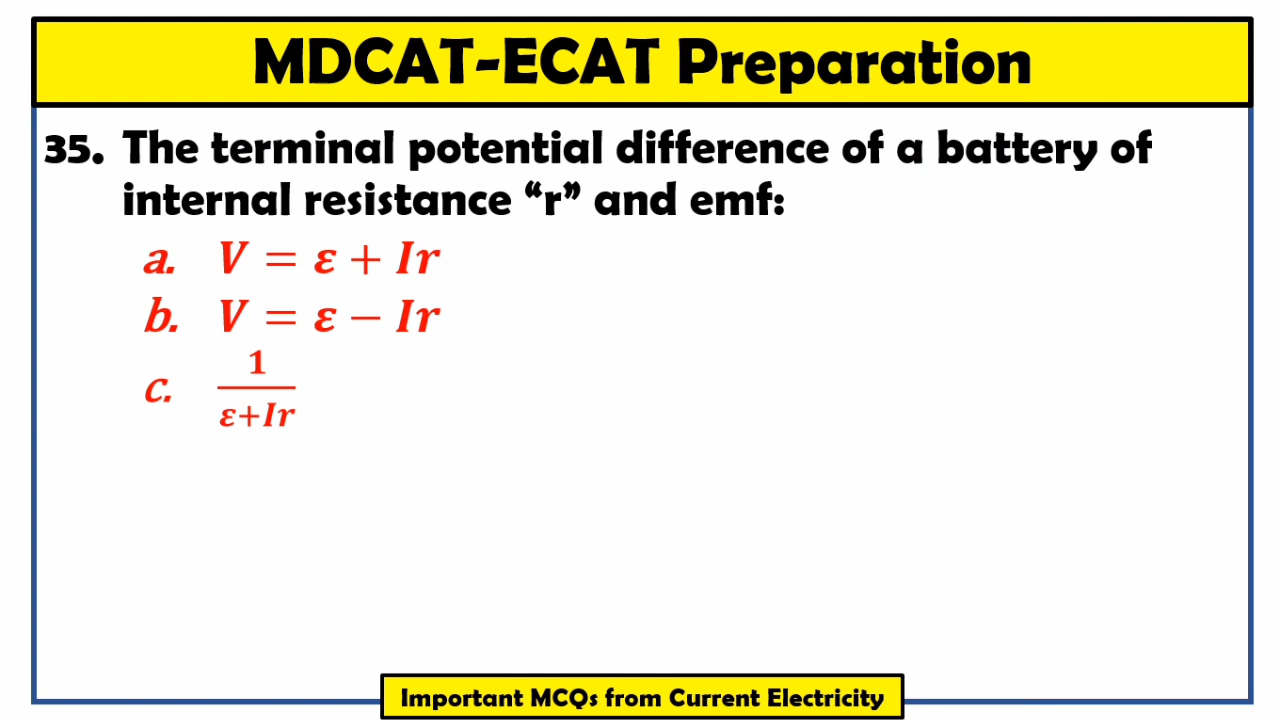 MDCAT-ECAT Preparation
35. The terminal potential difference of a battery of
internal resistance “r” and emf:
a. V = ε + Ir
b. V = ε − Ir
c. 1/(ε+Ir)
Important MCQs from Current Electricity